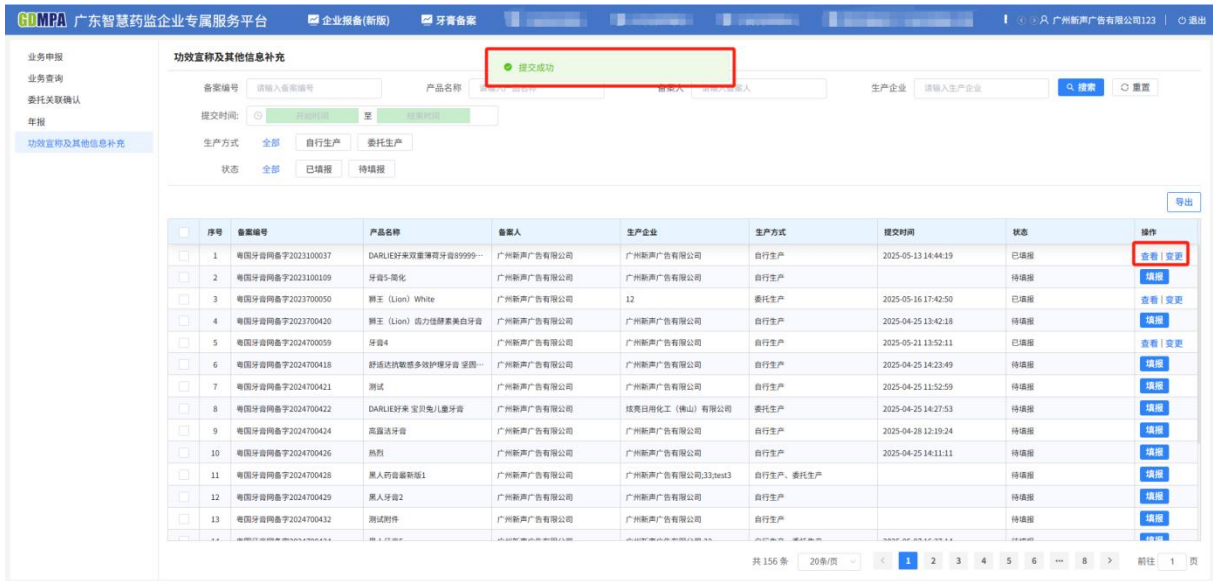 GDMPA 广东智慧药监企业专属服务平台 企业报备(新版) 牙膏备案 广州新声广告有限公司123 | 退出
业务申报
业务查询
委托关联确认
年报
功效宣称及其他信息补充
功效宣称及其他信息补充
提交成功
备案编号 请输入备案编号 产品名称 备案人 生产企业 请输入生产企业 搜索 重置
提交时间: 开始时间 至 结束时间
生产方式 全部 自行生产 委托生产
状态 全部 已填报 待填报
导出
序号 备案编号 产品名称 备案人 生产企业 生产方式 提交时间 状态 操作
1 粤国牙膏网备字2023100037 DARLIE好来双重薄荷牙膏89999… 广州新声广告有限公司 广州新声广告有限公司 自行生产 2025-05-13 14:44:19 已填报 查看 | 变更
2 粤国牙膏网备字2023100109 牙膏5-简化 广州新声广告有限公司 广州新声广告有限公司 自行生产 待填报 填报
3 粤国牙膏网备字2023700050 狮王（Lion）White 广州新声广告有限公司 12 委托生产 2025-05-16 17:42:50 已填报 查看 | 变更
4 粤国牙膏网备字2023700420 狮王（Lion）齿力佳酵素美白牙膏 广州新声广告有限公司 广州新声广告有限公司 自行生产 2025-04-25 13:42:18 待填报 填报
5 粤国牙膏网备字2024700059 牙膏4 广州新声广告有限公司 广州新声广告有限公司 自行生产 2025-05-21 13:52:11 已填报 查看 | 变更
6 粤国牙膏网备字2024700418 舒适达抗敏感多效护理牙膏 坚固… 广州新声广告有限公司 广州新声广告有限公司 自行生产 2025-04-25 14:23:49 待填报 填报
7 粤国牙膏网备字2024700421 测试 广州新声广告有限公司 广州新声广告有限公司 自行生产 2025-04-25 11:52:59 待填报 填报
8 粤国牙膏网备字2024700422 DARLIE好来 宝贝兔儿童牙膏 广州新声广告有限公司 炫亮日用化工（佛山）有限公司 委托生产 2025-04-25 14:27:53 待填报 填报
9 粤国牙膏网备字2024700424 高露洁牙膏 广州新声广告有限公司 广州新声广告有限公司 自行生产 2025-04-28 12:19:24 待填报 填报
10 粤国牙膏网备字2024700426 热烈 广州新声广告有限公司 广州新声广告有限公司 自行生产 2025-04-25 14:11:11 待填报 填报
11 粤国牙膏网备字2024700428 黑人药膏最新版1 广州新声广告有限公司 广州新声广告有限公司;33;test3 自行生产、委托生产 待填报 填报
12 粤国牙膏网备字2024700429 黑人牙膏2 广州新声广告有限公司 广州新声广告有限公司 自行生产 待填报 填报
13 粤国牙膏网备字2024700432 测试附件 广州新声广告有限公司 广州新声广告有限公司 自行生产 待填报 填报
共 156 条 20条/页 1 2 3 4 5 6 ··· 8 前往 1 页